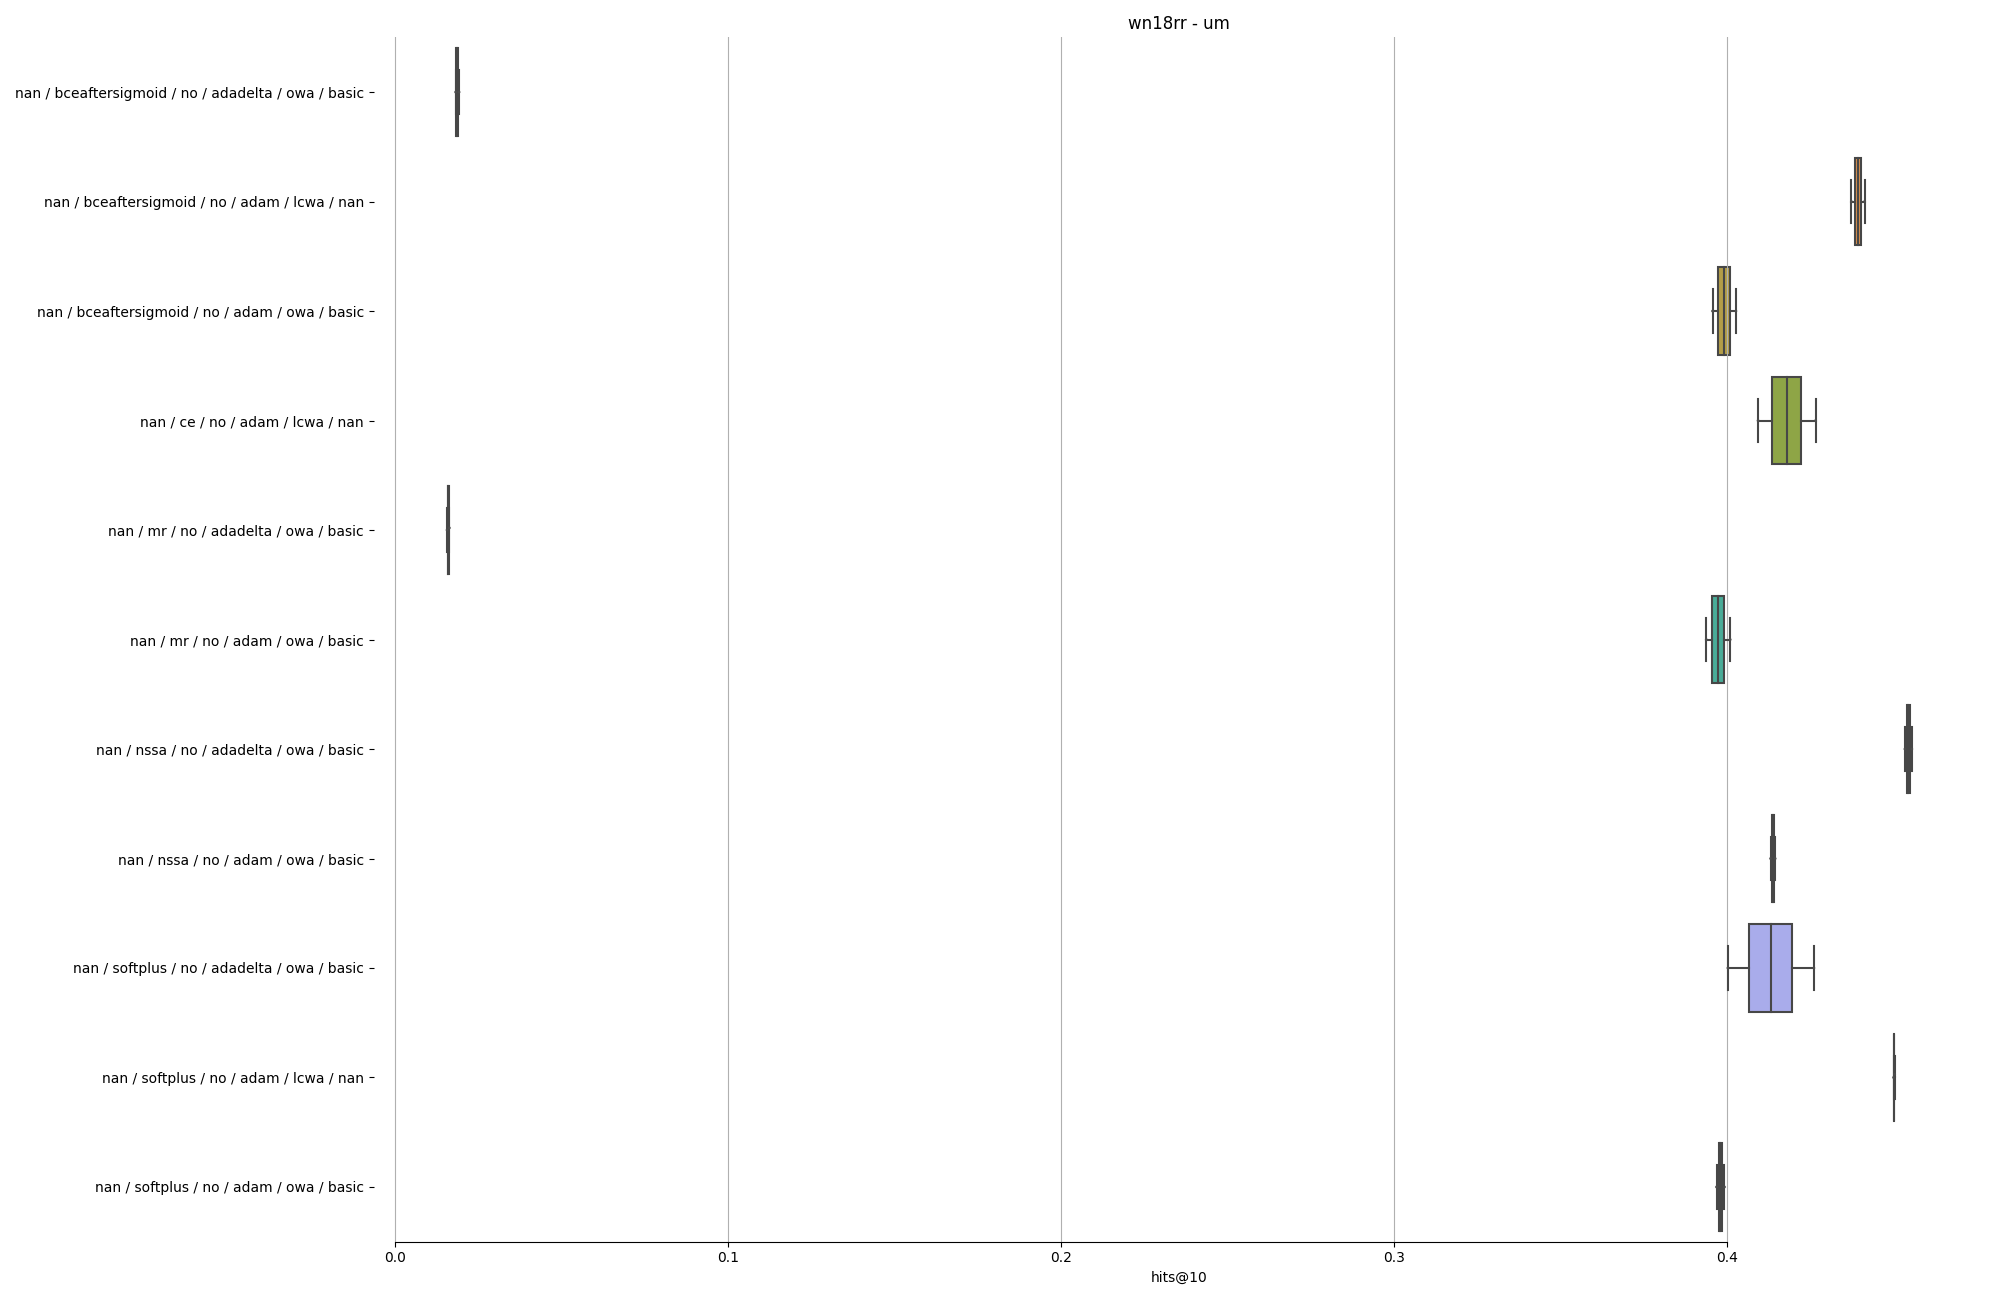 wn18rr - um
nan / bceaftersigmoid / no / adadelta / owa / basic
nan / bceaftersigmoid / no / adam / lcwa / nan
nan / bceaftersigmoid / no / adam / owa / basic
nan / ce / no / adam / lcwa / nan
nan / mr / no / adadelta / owa / basic
nan / mr / no / adam / owa / basic
nan / nssa / no / adadelta / owa / basic
nan / nssa / no / adam / owa / basic
nan / softplus / no / adadelta / owa / basic
nan / softplus / no / adam / lcwa / nan
nan / softplus / no / adam / owa / basic
0.0 0.1 0.2 0.3 0.4
hits@10